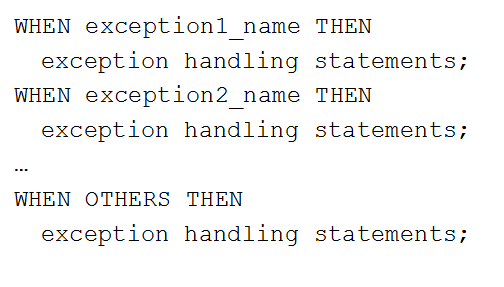 WHEN exception1_name THEN
exception handling statements;
WHEN exception2_name THEN
exception handling statements;
…
WHEN OTHERS THEN
exception handling statements;